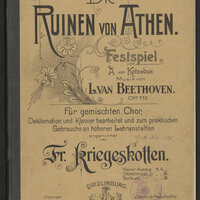 Die
RUINEN VON ATHEN.
Festspiel
A. von Kotzebue
Musik von
L. VAN BEETHOVEN.
OP. 113.
Für gemischten Chor
Deklamation und Klavier bearbeitet und zum praktischen
Gebrauche an höheren Lehranstalten
eingerichtet
Fr. Kriegeskotten.
QUEDLINBURG